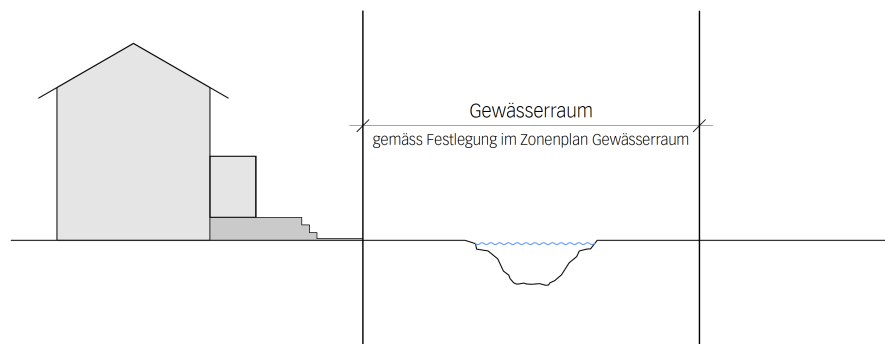 Gewässerraum
gemäss Festlegung im Zonenplan Gewässerraum